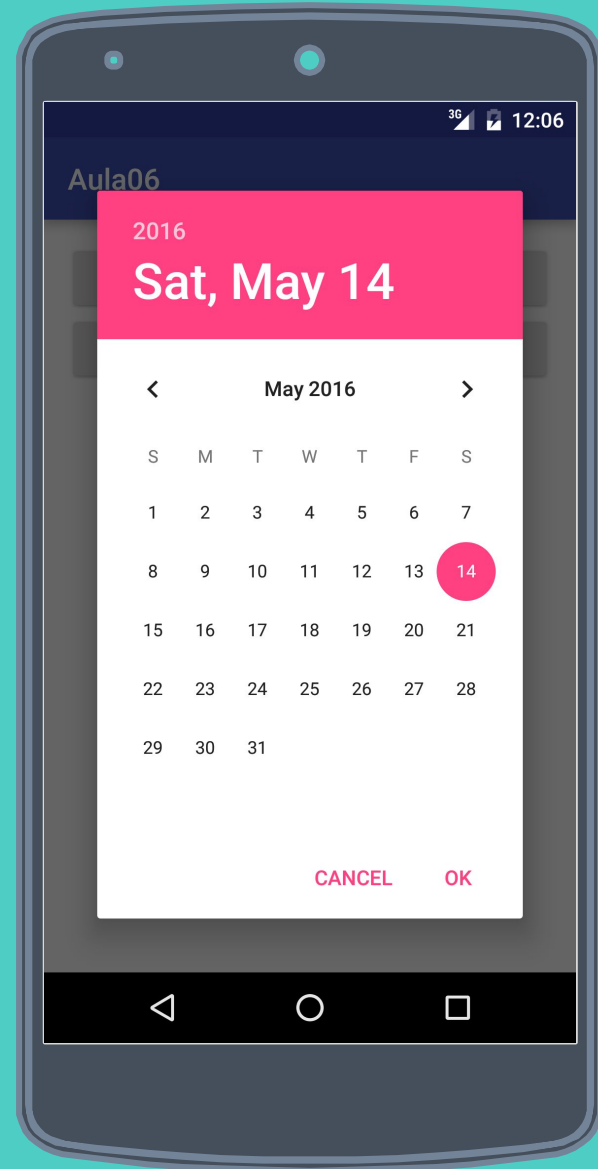 3G 12:06
Aula06
2016
Sat, May 14
May 2016
S M T W T F S
1 2 3 4 5 6 7
8 9 10 11 12 13 14
15 16 17 18 19 20 21
22 23 24 25 26 27 28
29 30 31
CANCEL OK